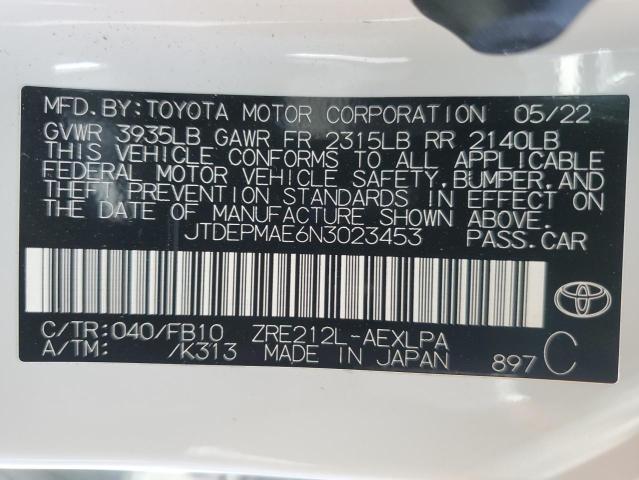 MFD.BY:TOYOTA MOTOR CORPORATION 05/22
GVWR 3935LB GAWR FR 2315LB RR 2140LB
THIS VEHICLE CONFORMS TO ALL APPLICABLE
FEDERAL MOTOR VEHICLE SAFETY,BUMPER,AND
THEFT PREVENTION STANDARDS IN EFFECT ON
THE DATE OF MANUFACTURE SHOWN ABOVE.
JTDEPMAE6N3023453 PASS.CAR
C/TR:040/FB10 ZRE212L-AEXLPA
A/TM: /K313 MADE IN JAPAN 897 C